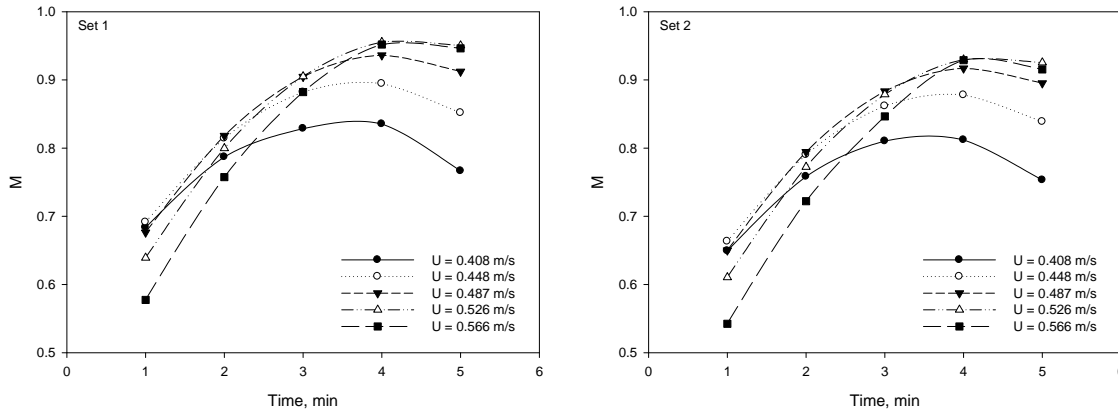 Set 1
M
1.0
0.9
0.8
0.7
0.6
0.5
0 1 2 3 4 5 6
Time, min
U = 0.408 m/s
U = 0.448 m/s
U = 0.487 m/s
U = 0.526 m/s
U = 0.566 m/s
Set 2
M
1.0
0.9
0.8
0.7
0.6
0.5
0 1 2 3 4 5
Time, min
U = 0.408 m/s
U = 0.448 m/s
U = 0.487 m/s
U = 0.526 m/s
U = 0.566 m/s